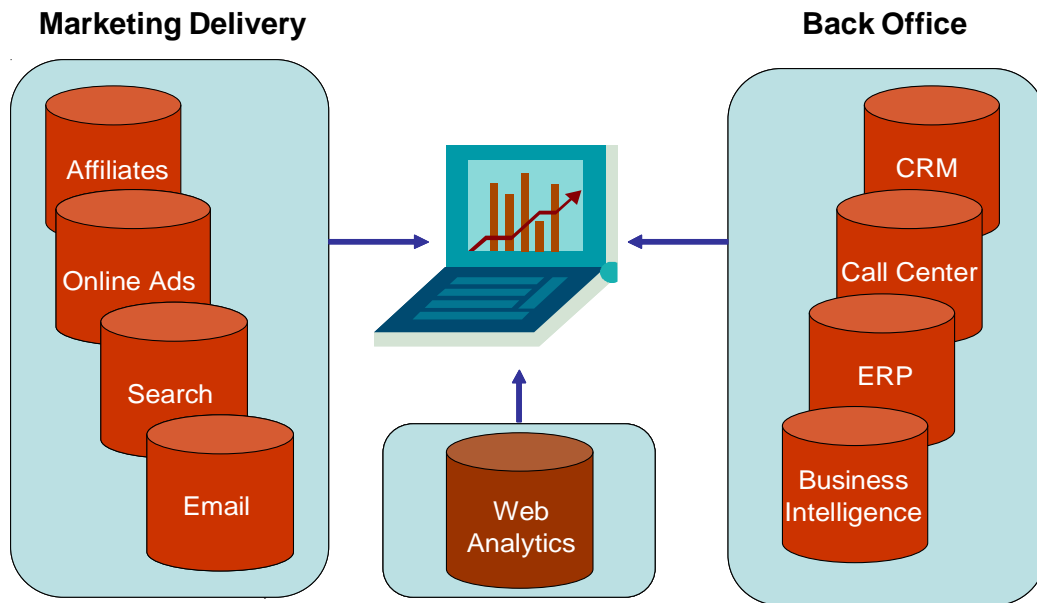 Marketing Delivery
Back Office
Affiliates
Online Ads
Search
Email
Web
Analytics
CRM
Call Center
ERP
Business
Intelligence